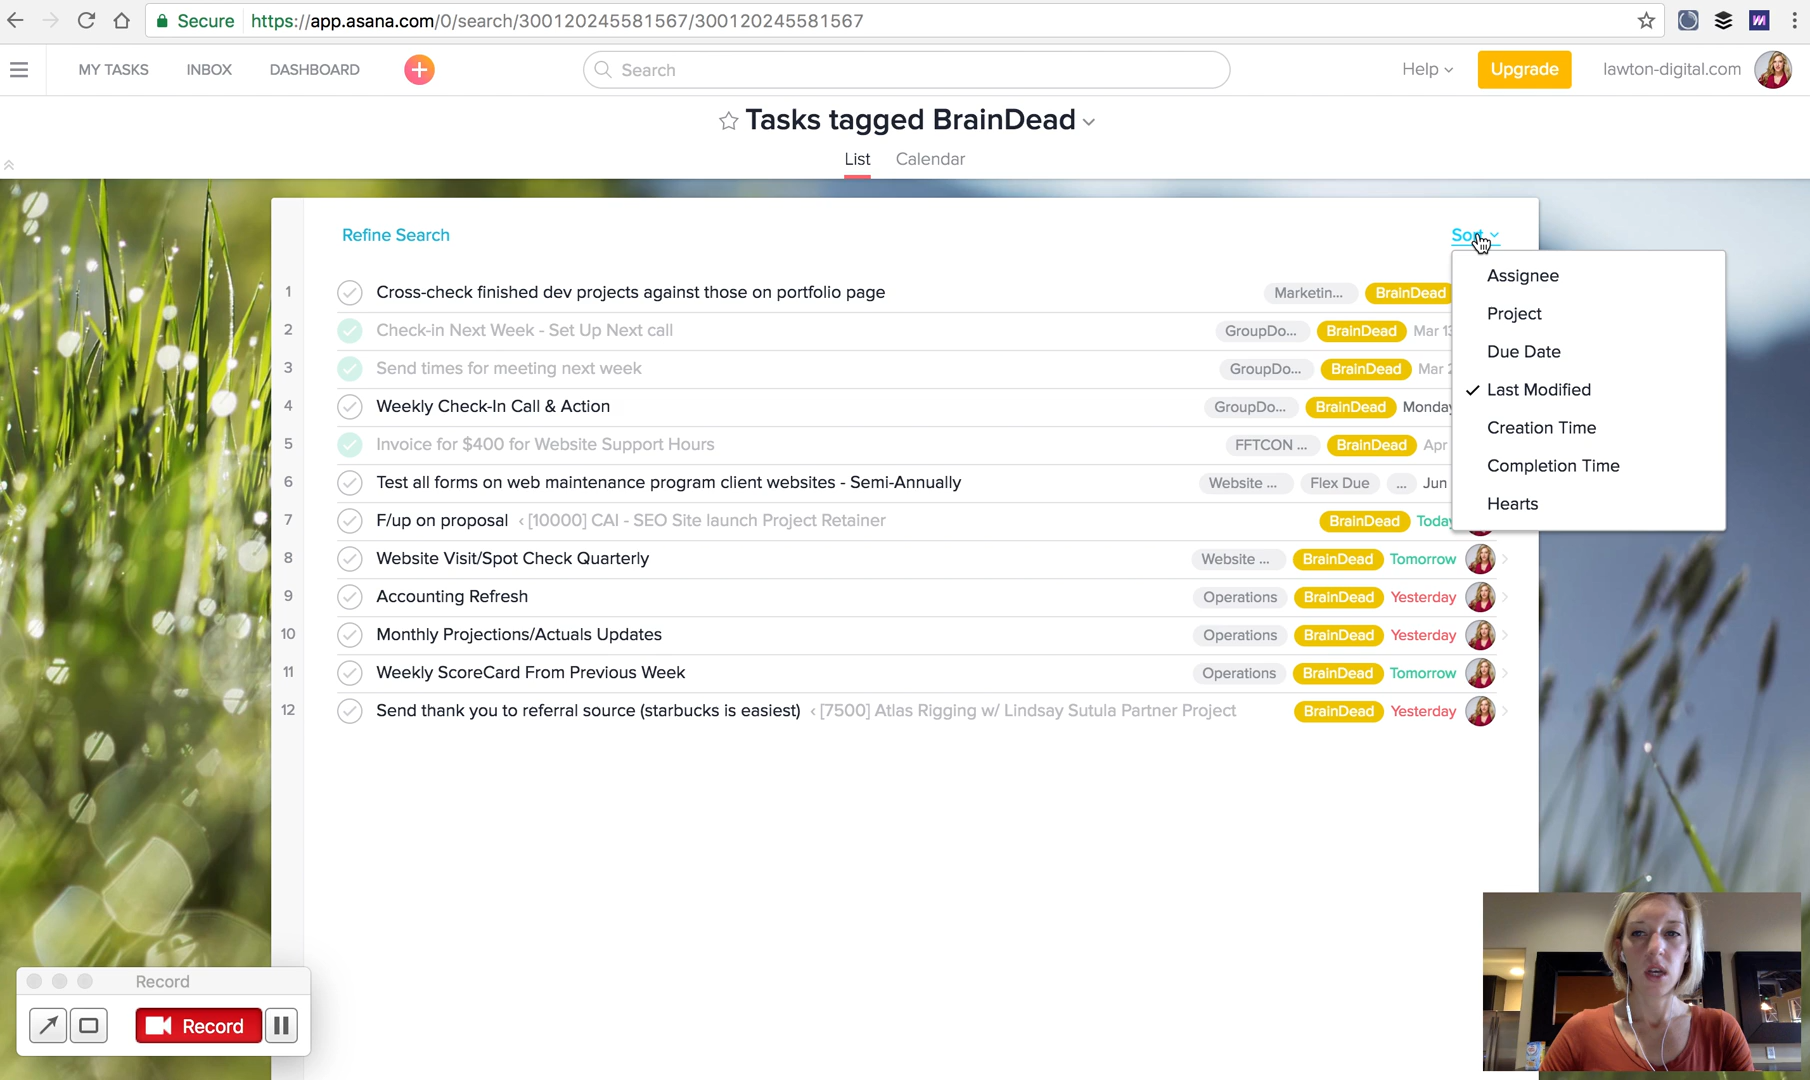 Secure https://app.asana.com/0/search/300120245581567/300120245581567
MY TASKS INBOX DASHBOARD Search Help Upgrade lawton-digital.com
Tasks tagged BrainDead
List Calendar
Refine Search Sort
Assignee
Project
Due Date
Last Modified
Creation Time
Completion Time
Hearts
1 Cross-check finished dev projects against those on portfolio page Marketin... BrainDead
2 Check-in Next Week - Set Up Next call GroupDo... BrainDead Mar
3 Send times for meeting next week GroupDo... BrainDead Mar
4 Weekly Check-In Call & Action GroupDo... BrainDead Monday
5 Invoice for $400 for Website Support Hours FFTCON ... BrainDead Apr
6 Test all forms on web maintenance program client websites - Semi-Annually Website ... Flex Due ... Jun
7 F/up on proposal ‹ [10000] CAI - SEO Site launch Project Retainer BrainDead Today
8 Website Visit/Spot Check Quarterly Website ... BrainDead Tomorrow
9 Accounting Refresh Operations BrainDead Yesterday
10 Monthly Projections/Actuals Updates Operations BrainDead Yesterday
11 Weekly ScoreCard From Previous Week Operations BrainDead Tomorrow
12 Send thank you to referral source (starbucks is easiest) ‹ [7500] Atlas Rigging w/ Lindsay Sutula Partner Project BrainDead Yesterday
Record
Record